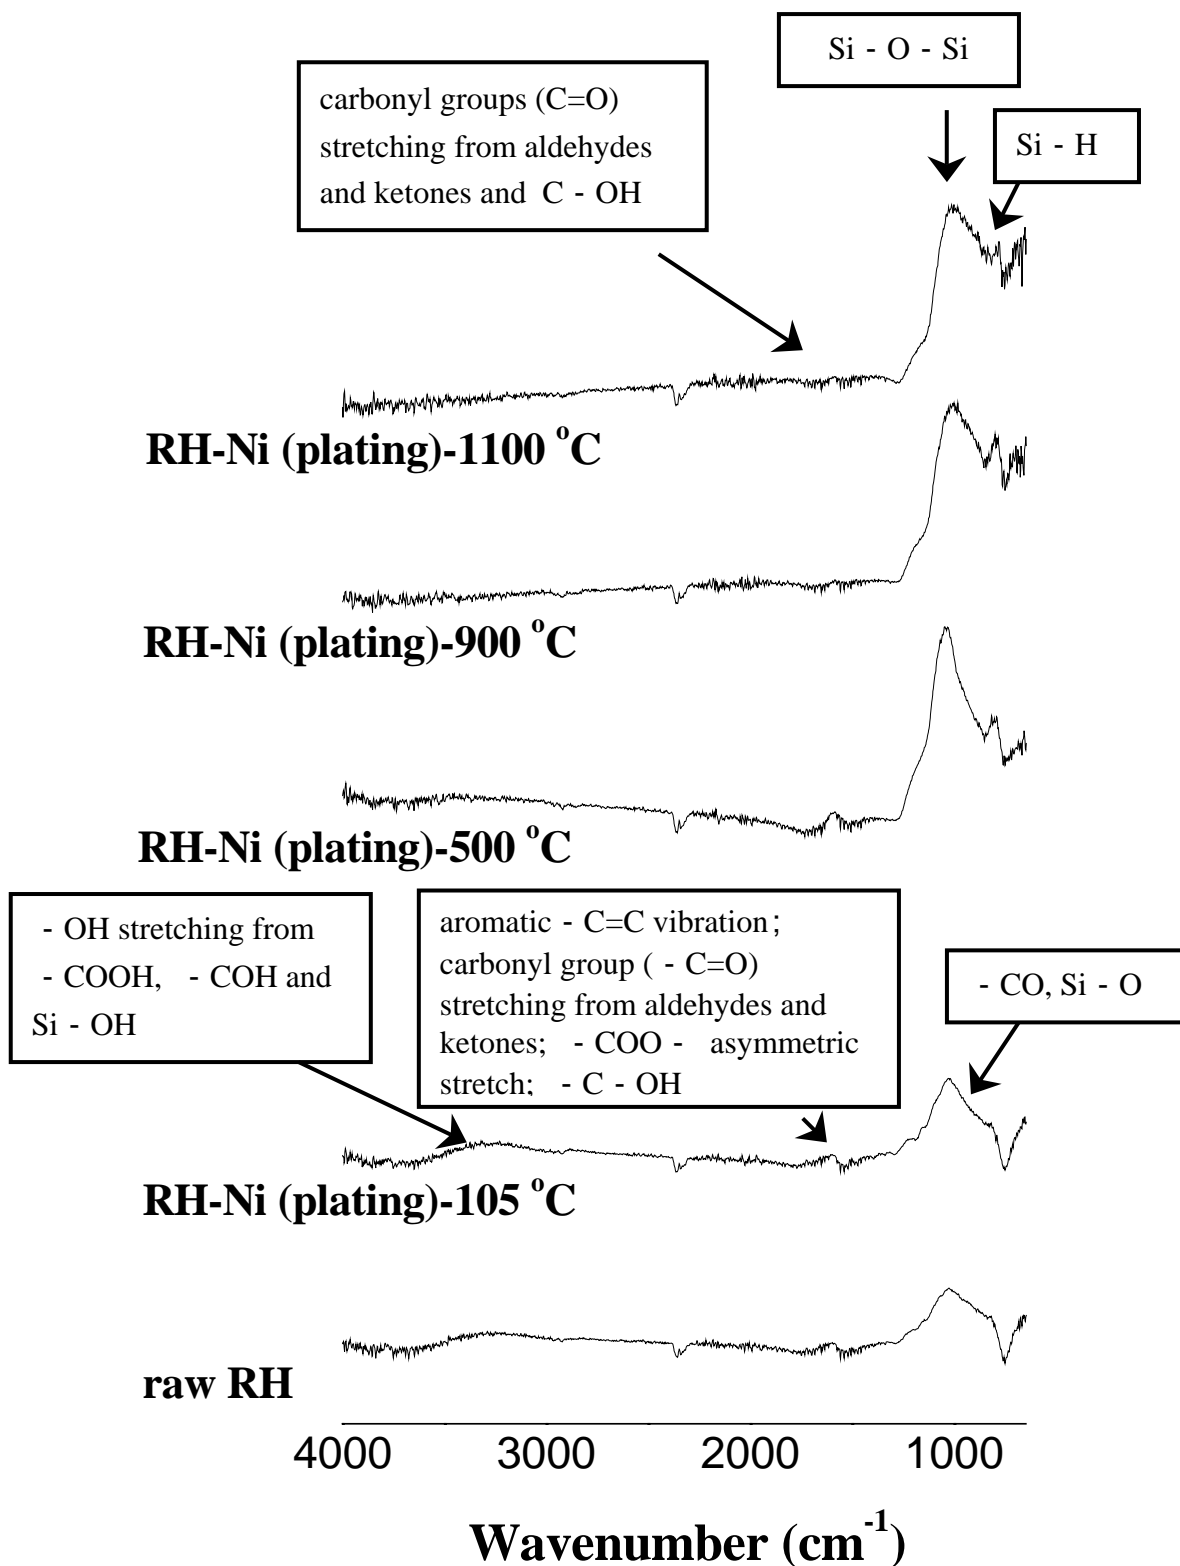 Si - O - Si
carbonyl groups (C=O)
stretching from aldehydes
and ketones and C - OH
Si - H
RH-Ni (plating)-1100 °C
RH-Ni (plating)-900 °C
RH-Ni (plating)-500 °C
- OH stretching from
- COOH, - COH and
Si - OH
aromatic - C=C vibration;
carbonyl group ( - C=O)
stretching from aldehydes and
ketones; - COO - asymmetric
stretch; - C - OH
- CO, Si - O
RH-Ni (plating)-105 °C
raw RH
4000 3000 2000 1000
Wavenumber (cm⁻¹)